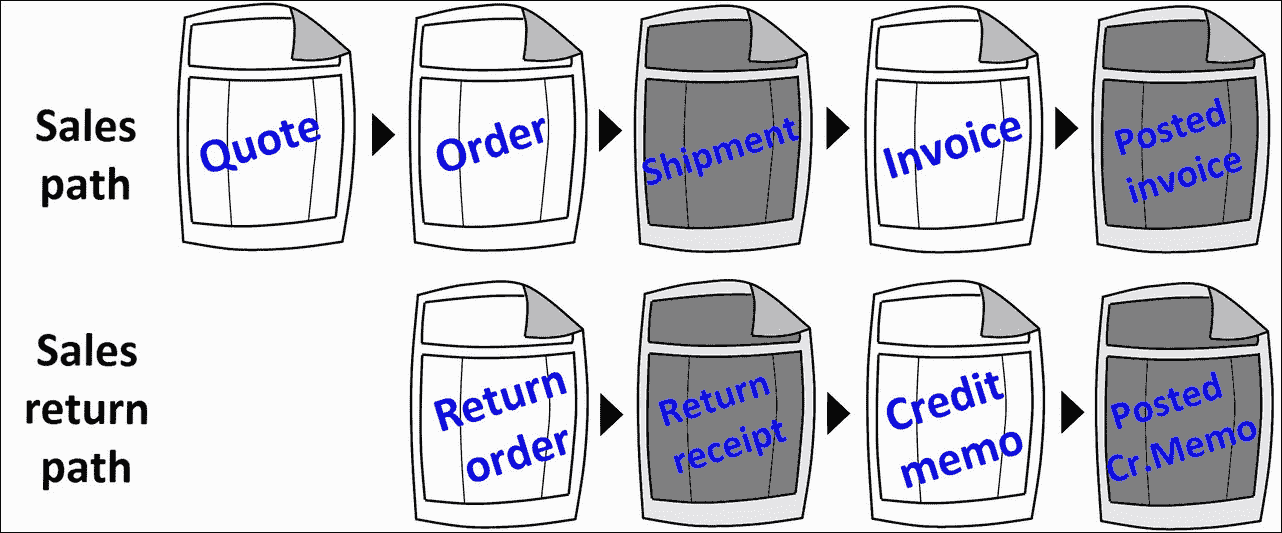 Sales
path
Quote
Order
Shipment
Invoice
Posted
invoice
Sales
return
path
Return
order
Return
receipt
Credit
memo
Posted
Cr.Memo